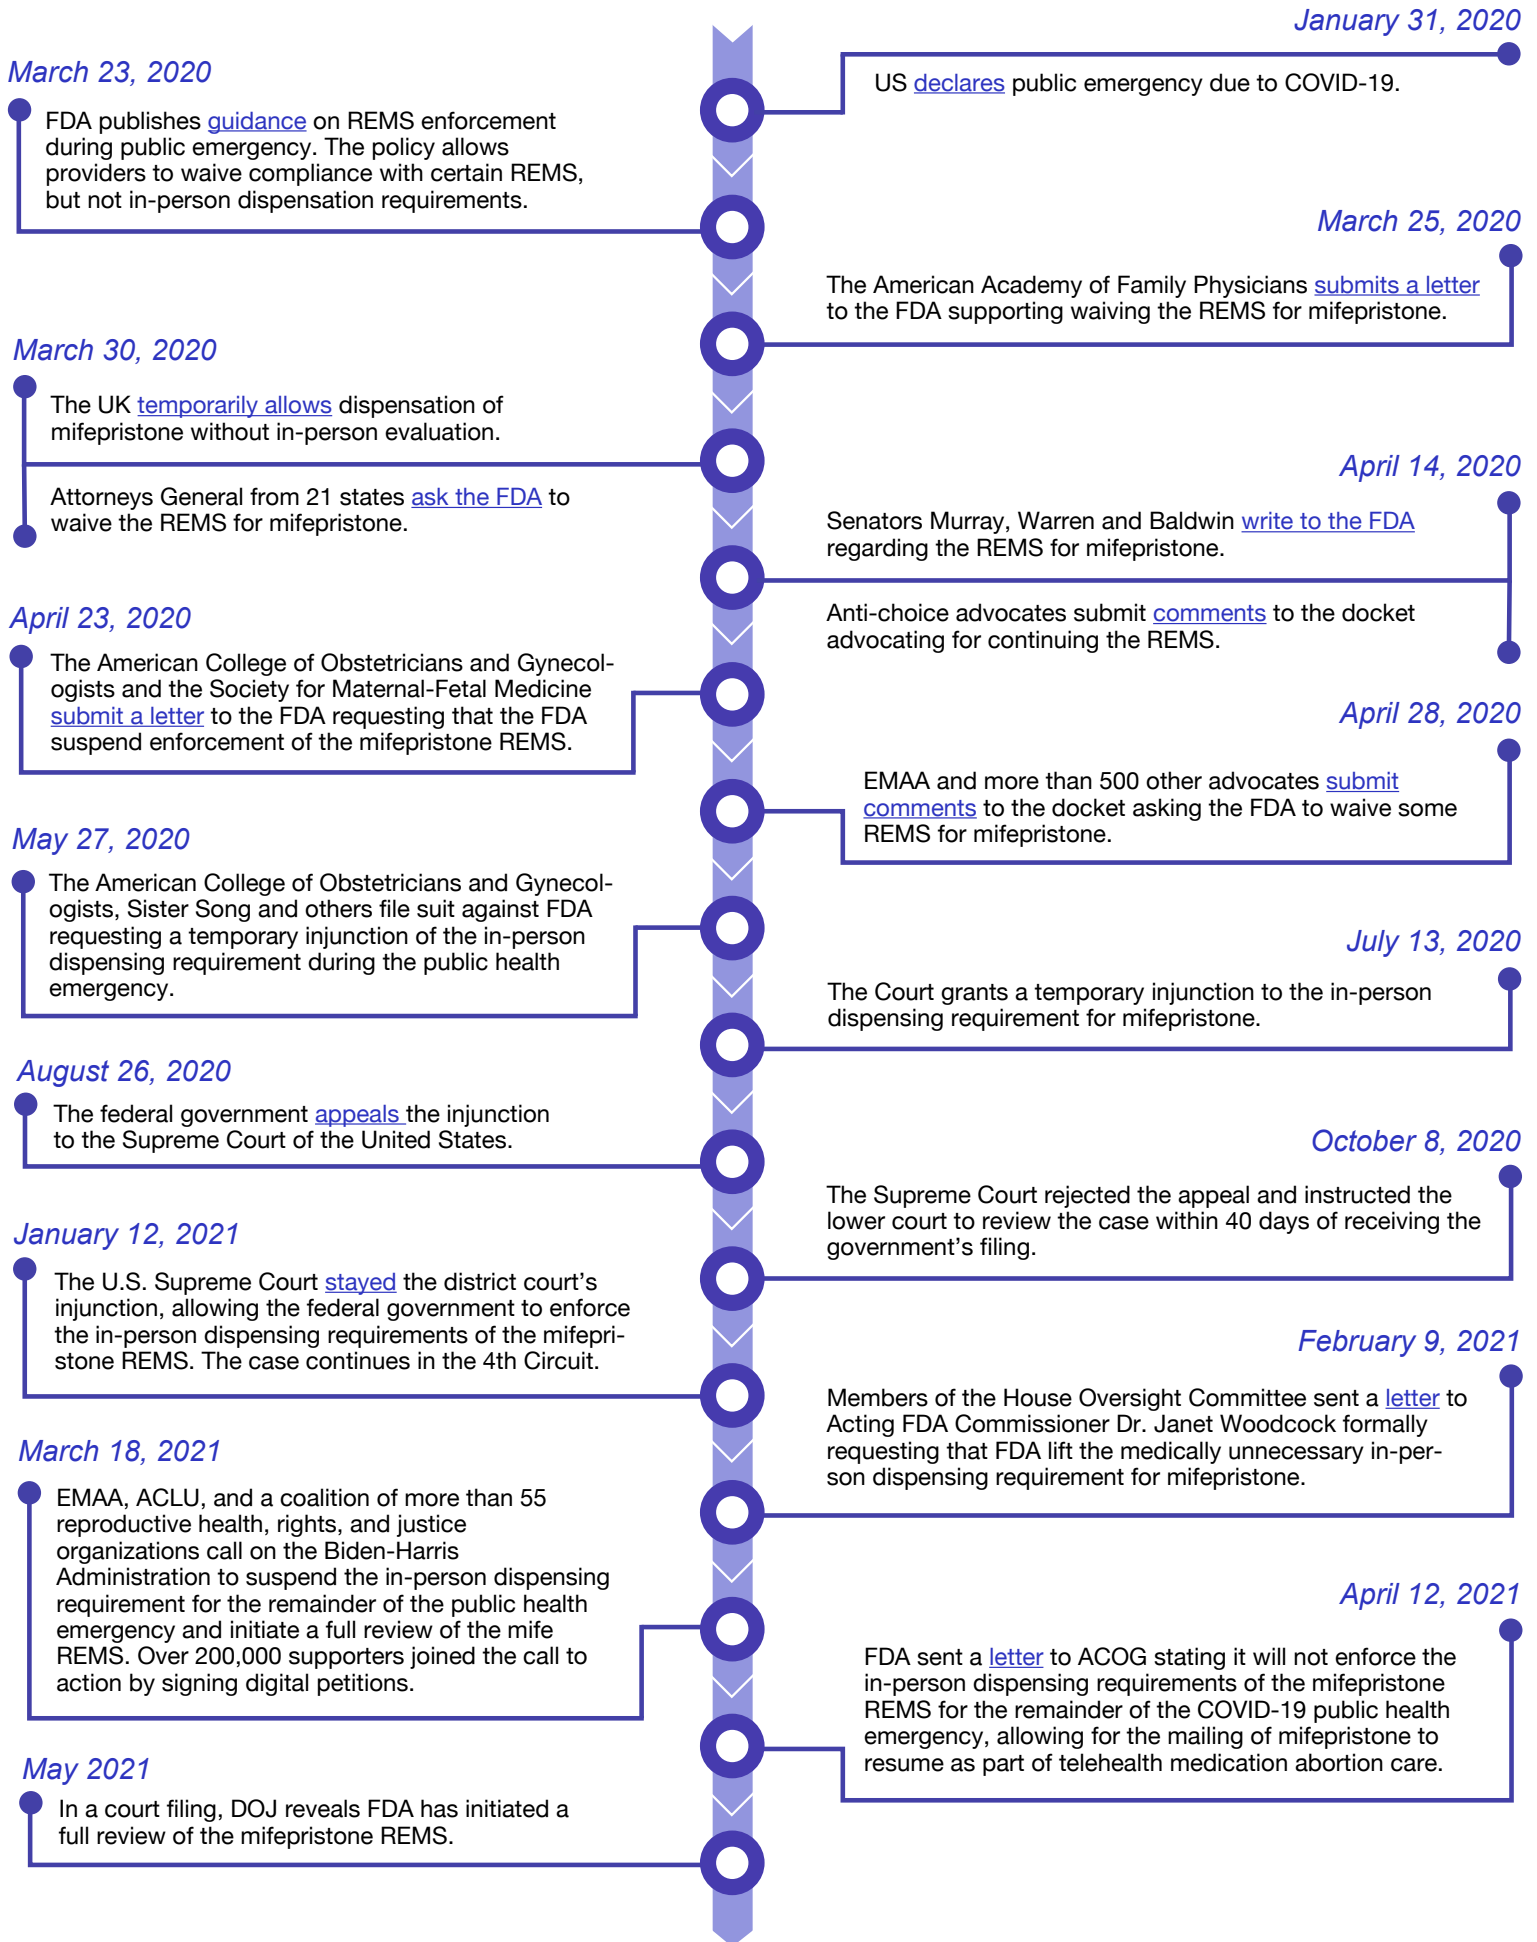 January 31, 2020
US declares public emergency due to COVID-19.
March 23, 2020
FDA publishes guidance on REMS enforcement
during public emergency. The policy allows
providers to waive compliance with certain REMS,
but not in-person dispensation requirements.
March 25, 2020
The American Academy of Family Physicians submits a letter
to the FDA supporting waiving the REMS for mifepristone.
March 30, 2020
The UK temporarily allows dispensation of
mifepristone without in-person evaluation.
Attorneys General from 21 states ask the FDA to
waive the REMS for mifepristone.
April 14, 2020
Senators Murray, Warren and Baldwin write to the FDA
regarding the REMS for mifepristone.
Anti-choice advocates submit comments to the docket
advocating for continuing the REMS.
April 23, 2020
The American College of Obstetricians and Gynecol-
ogists and the Society for Maternal-Fetal Medicine
submit a letter to the FDA requesting that the FDA
suspend enforcement of the mifepristone REMS.
April 28, 2020
EMAA and more than 500 other advocates submit
comments to the docket asking the FDA to waive some
REMS for mifepristone.
May 27, 2020
The American College of Obstetricians and Gynecol-
ogists, Sister Song and others file suit against FDA
requesting a temporary injunction of the in-person
dispensing requirement during the public health
emergency.
July 13, 2020
The Court grants a temporary injunction to the in-person
dispensing requirement for mifepristone.
August 26, 2020
The federal government appeals the injunction
to the Supreme Court of the United States.
October 8, 2020
The Supreme Court rejected the appeal and instructed the
lower court to review the case within 40 days of receiving the
government's filing.
January 12, 2021
The U.S. Supreme Court stayed the district court's
injunction, allowing the federal government to enforce
the in-person dispensing requirements of the mifepri-
stone REMS. The case continues in the 4th Circuit.
February 9, 2021
Members of the House Oversight Committee sent a letter to
Acting FDA Commissioner Dr. Janet Woodcock formally
requesting that FDA lift the medically unnecessary in-per-
son dispensing requirement for mifepristone.
March 18, 2021
EMAA, ACLU, and a coalition of more than 55
reproductive health, rights, and justice
organizations call on the Biden-Harris
Administration to suspend the in-person dispensing
requirement for the remainder of the public health
emergency and initiate a full review of the mife
REMS. Over 200,000 supporters joined the call to
action by signing digital petitions.
April 12, 2021
FDA sent a letter to ACOG stating it will not enforce the
in-person dispensing requirements of the mifepristone
REMS for the remainder of the COVID-19 public health
emergency, allowing for the mailing of mifepristone to
resume as part of telehealth medication abortion care.
May 2021
In a court filing, DOJ reveals FDA has initiated a
full review of the mifepristone REMS.